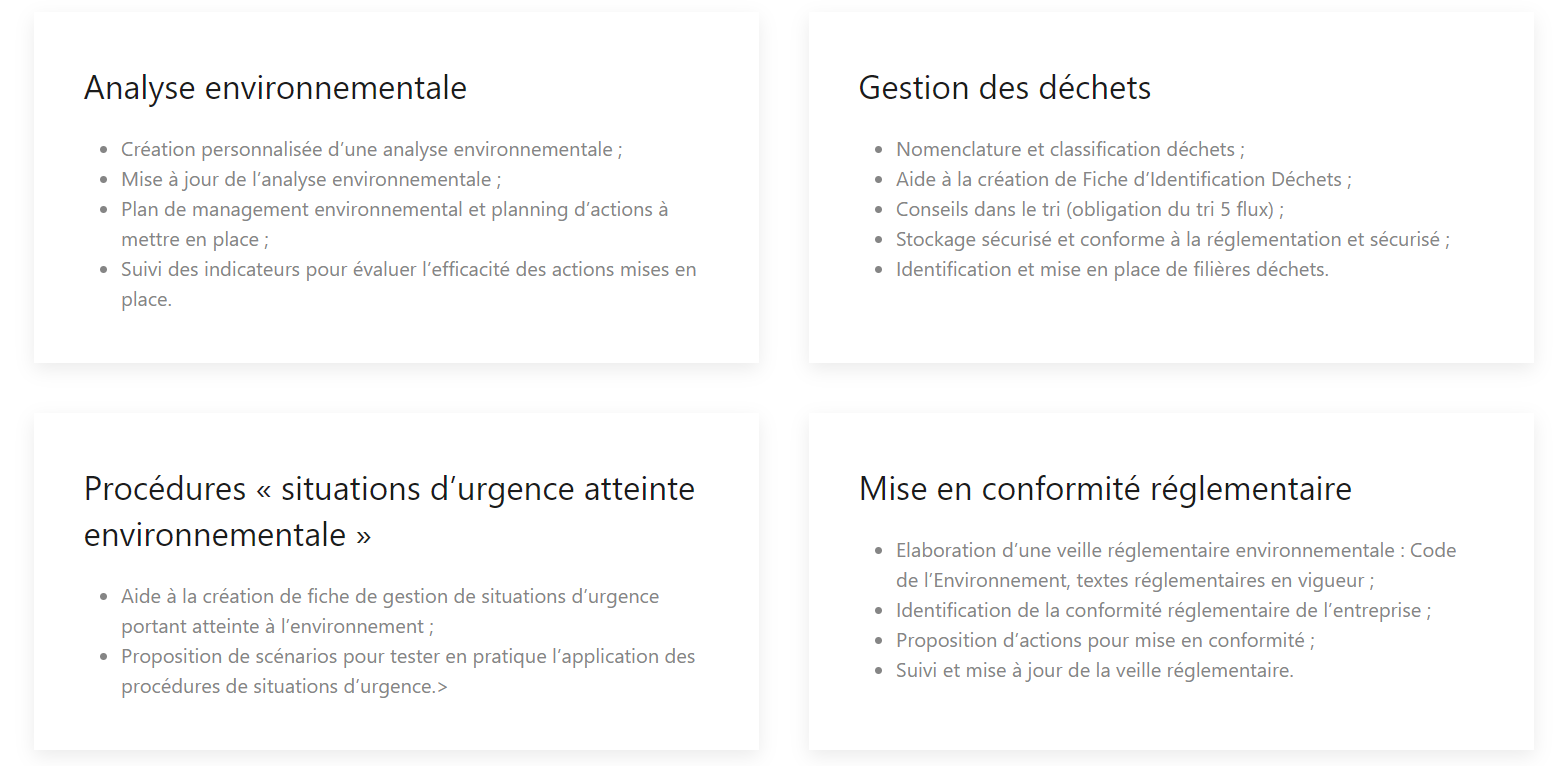 Analyse environnementale
• Création personnalisée d’une analyse environnementale ;
• Mise à jour de l’analyse environnementale ;
• Plan de management environnemental et planning d’actions à
mettre en place ;
• Suivi des indicateurs pour évaluer l’efficacité des actions mises en
place.
Gestion des déchets
• Nomenclature et classification déchets ;
• Aide à la création de Fiche d’Identification Déchets ;
• Conseils dans le tri (obligation du tri 5 flux) ;
• Stockage sécurisé et conforme à la réglementation et sécurisé ;
• Identification et mise en place de filières déchets.
Procédures « situations d’urgence atteinte
environnementale »
• Aide à la création de fiche de gestion de situations d’urgence
portant atteinte à l’environnement ;
• Proposition de scénarios pour tester en pratique l’application des
procédures de situations d’urgence.>
Mise en conformité réglementaire
• Elaboration d’une veille réglementaire environnementale : Code
de l’Environnement, textes réglementaires en vigueur ;
• Identification de la conformité réglementaire de l’entreprise ;
• Proposition d’actions pour mise en conformité ;
• Suivi et mise à jour de la veille réglementaire.